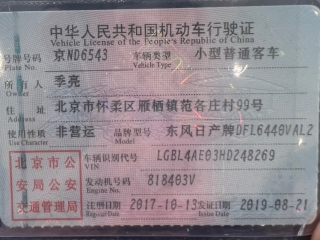 中华人民共和国机动车行驶证
Vehicle License of the People's Republic of China
号牌号码 京ND6543 车辆类型 小型普通客车
Plate No. Vehicle Type
所有人 季亮
Owner
住址 北京市怀柔区雁栖镇范各庄村99号
Address
使用性质 非营运 品牌型号 东风日产牌DFL6440VAL2
Use Character Model
北京市公安局公安交通管理局
车辆识别代号 LGBL4AE03HD248269
VIN
发动机号码 818403V
Engine No.
注册日期 2017-10-13 发证日期 2019-08-21
Register Date Issue Date